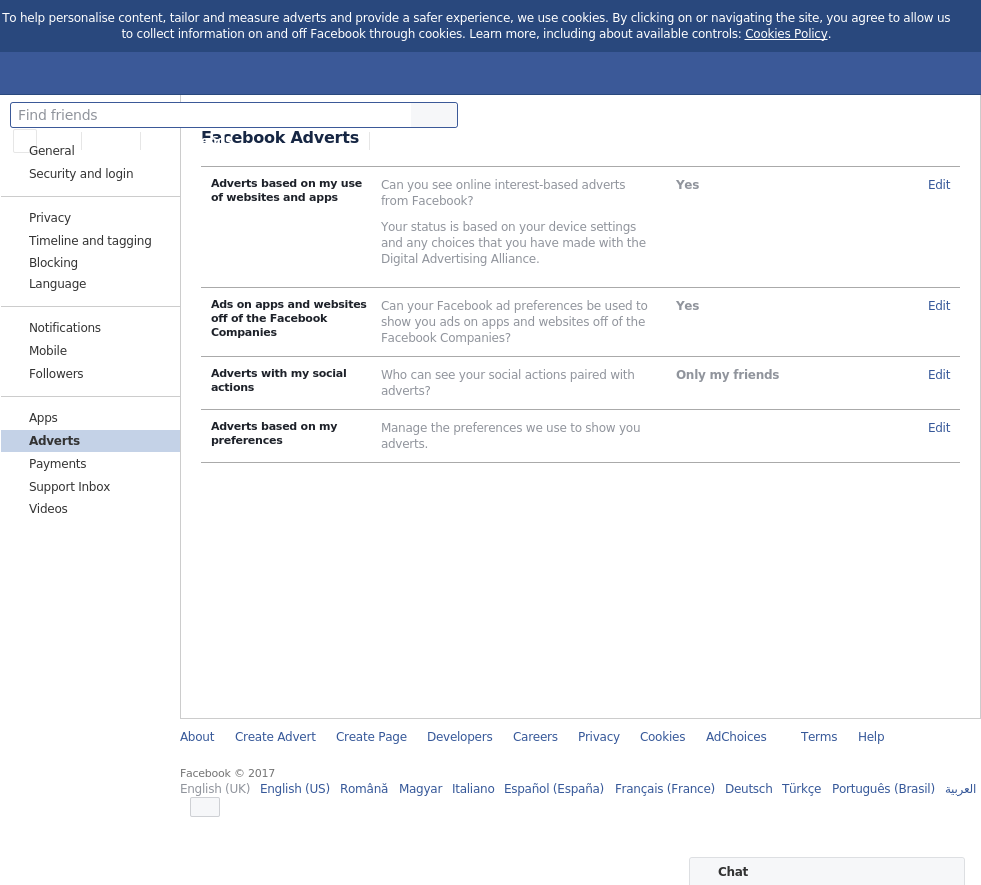 To help personalise content, tailor and measure adverts and provide a safer experience, we use cookies. By clicking on or navigating the site, you agree to allow us
to collect information on and off Facebook through cookies. Learn more, including about available controls: Cookies Policy.
Find friends
Facebook Adverts
General
Security and login
Privacy
Timeline and tagging
Blocking
Language
Notifications
Mobile
Followers
Apps
Adverts
Payments
Support Inbox
Videos
Adverts based on my use
of websites and apps
Can you see online interest-based adverts
from Facebook?
Your status is based on your device settings
and any choices that you have made with the
Digital Advertising Alliance.
Yes
Edit
Ads on apps and websites
off of the Facebook
Companies
Can your Facebook ad preferences be used to
show you ads on apps and websites off of the
Facebook Companies?
Yes
Edit
Adverts with my social
actions
Who can see your social actions paired with
adverts?
Only my friends
Edit
Adverts based on my
preferences
Manage the preferences we use to show you
adverts.
Edit
About Create Advert Create Page Developers Careers Privacy Cookies AdChoices Terms Help
Facebook © 2017
English (UK) English (US) Română Magyar Italiano Español (España) Français (France) Deutsch Türkçe Português (Brasil) العربية
Chat